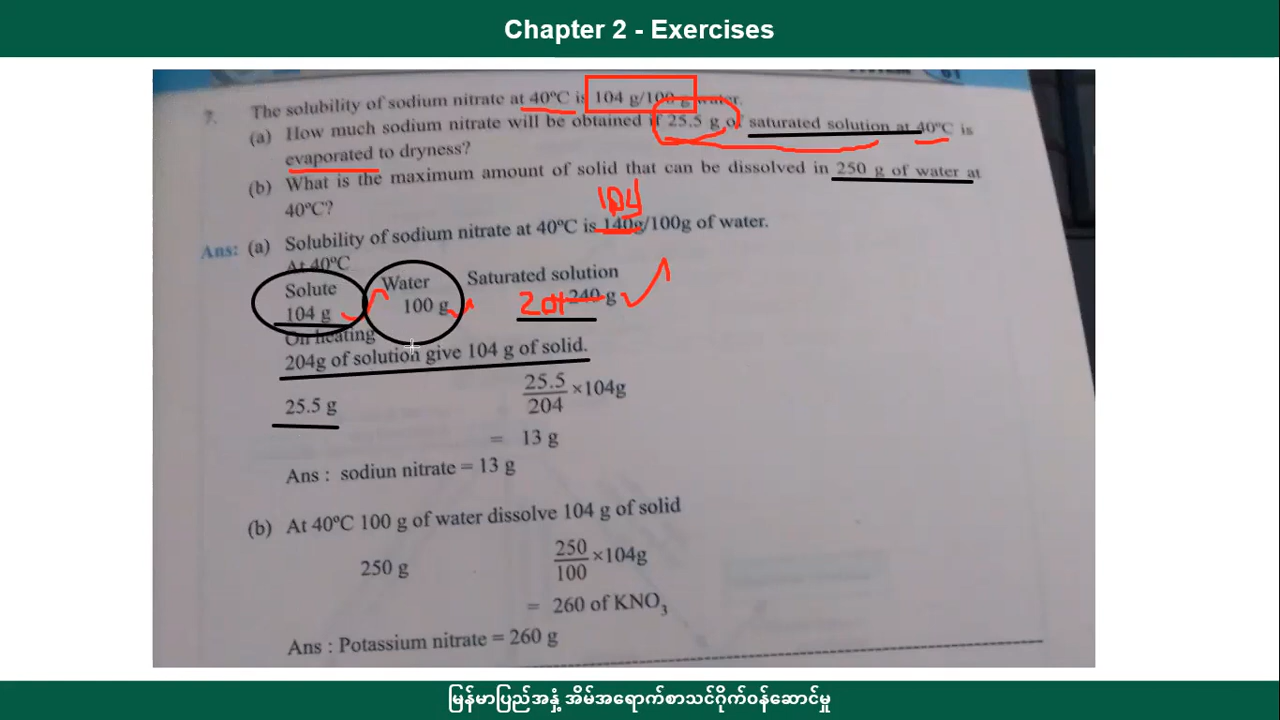 Chapter 2 - Exercises
7. The solubility of sodium nitrate at 40ºC is 104 g/100 g water.
(a) How much sodium nitrate will be obtained if 25.5 g of saturated solution at 40ºC is
evaporated to dryness?
(b) What is the maximum amount of solid that can be dissolved in 250 g of water at
40ºC?
104
Ans: (a) Solubility of sodium nitrate at 40ºC is 140g/100g of water.
At 40ºC
Solute Water Saturated solution
104 g 100 g 204 240 g
On heating
204g of solution give 104 g of solid.
25.5 g 25.5/204 ×104g
= 13 g
Ans : sodiun nitrate = 13 g
(b) At 40ºC 100 g of water dissolve 104 g of solid
250 g 250/100 ×104g
= 260 of KNO₃
Ans : Potassium nitrate = 260 g
မြန်မာပြည်အနှံ့ အိမ်အရောက်စာသင်ဂိုက်ဝန်ဆောင်မှု